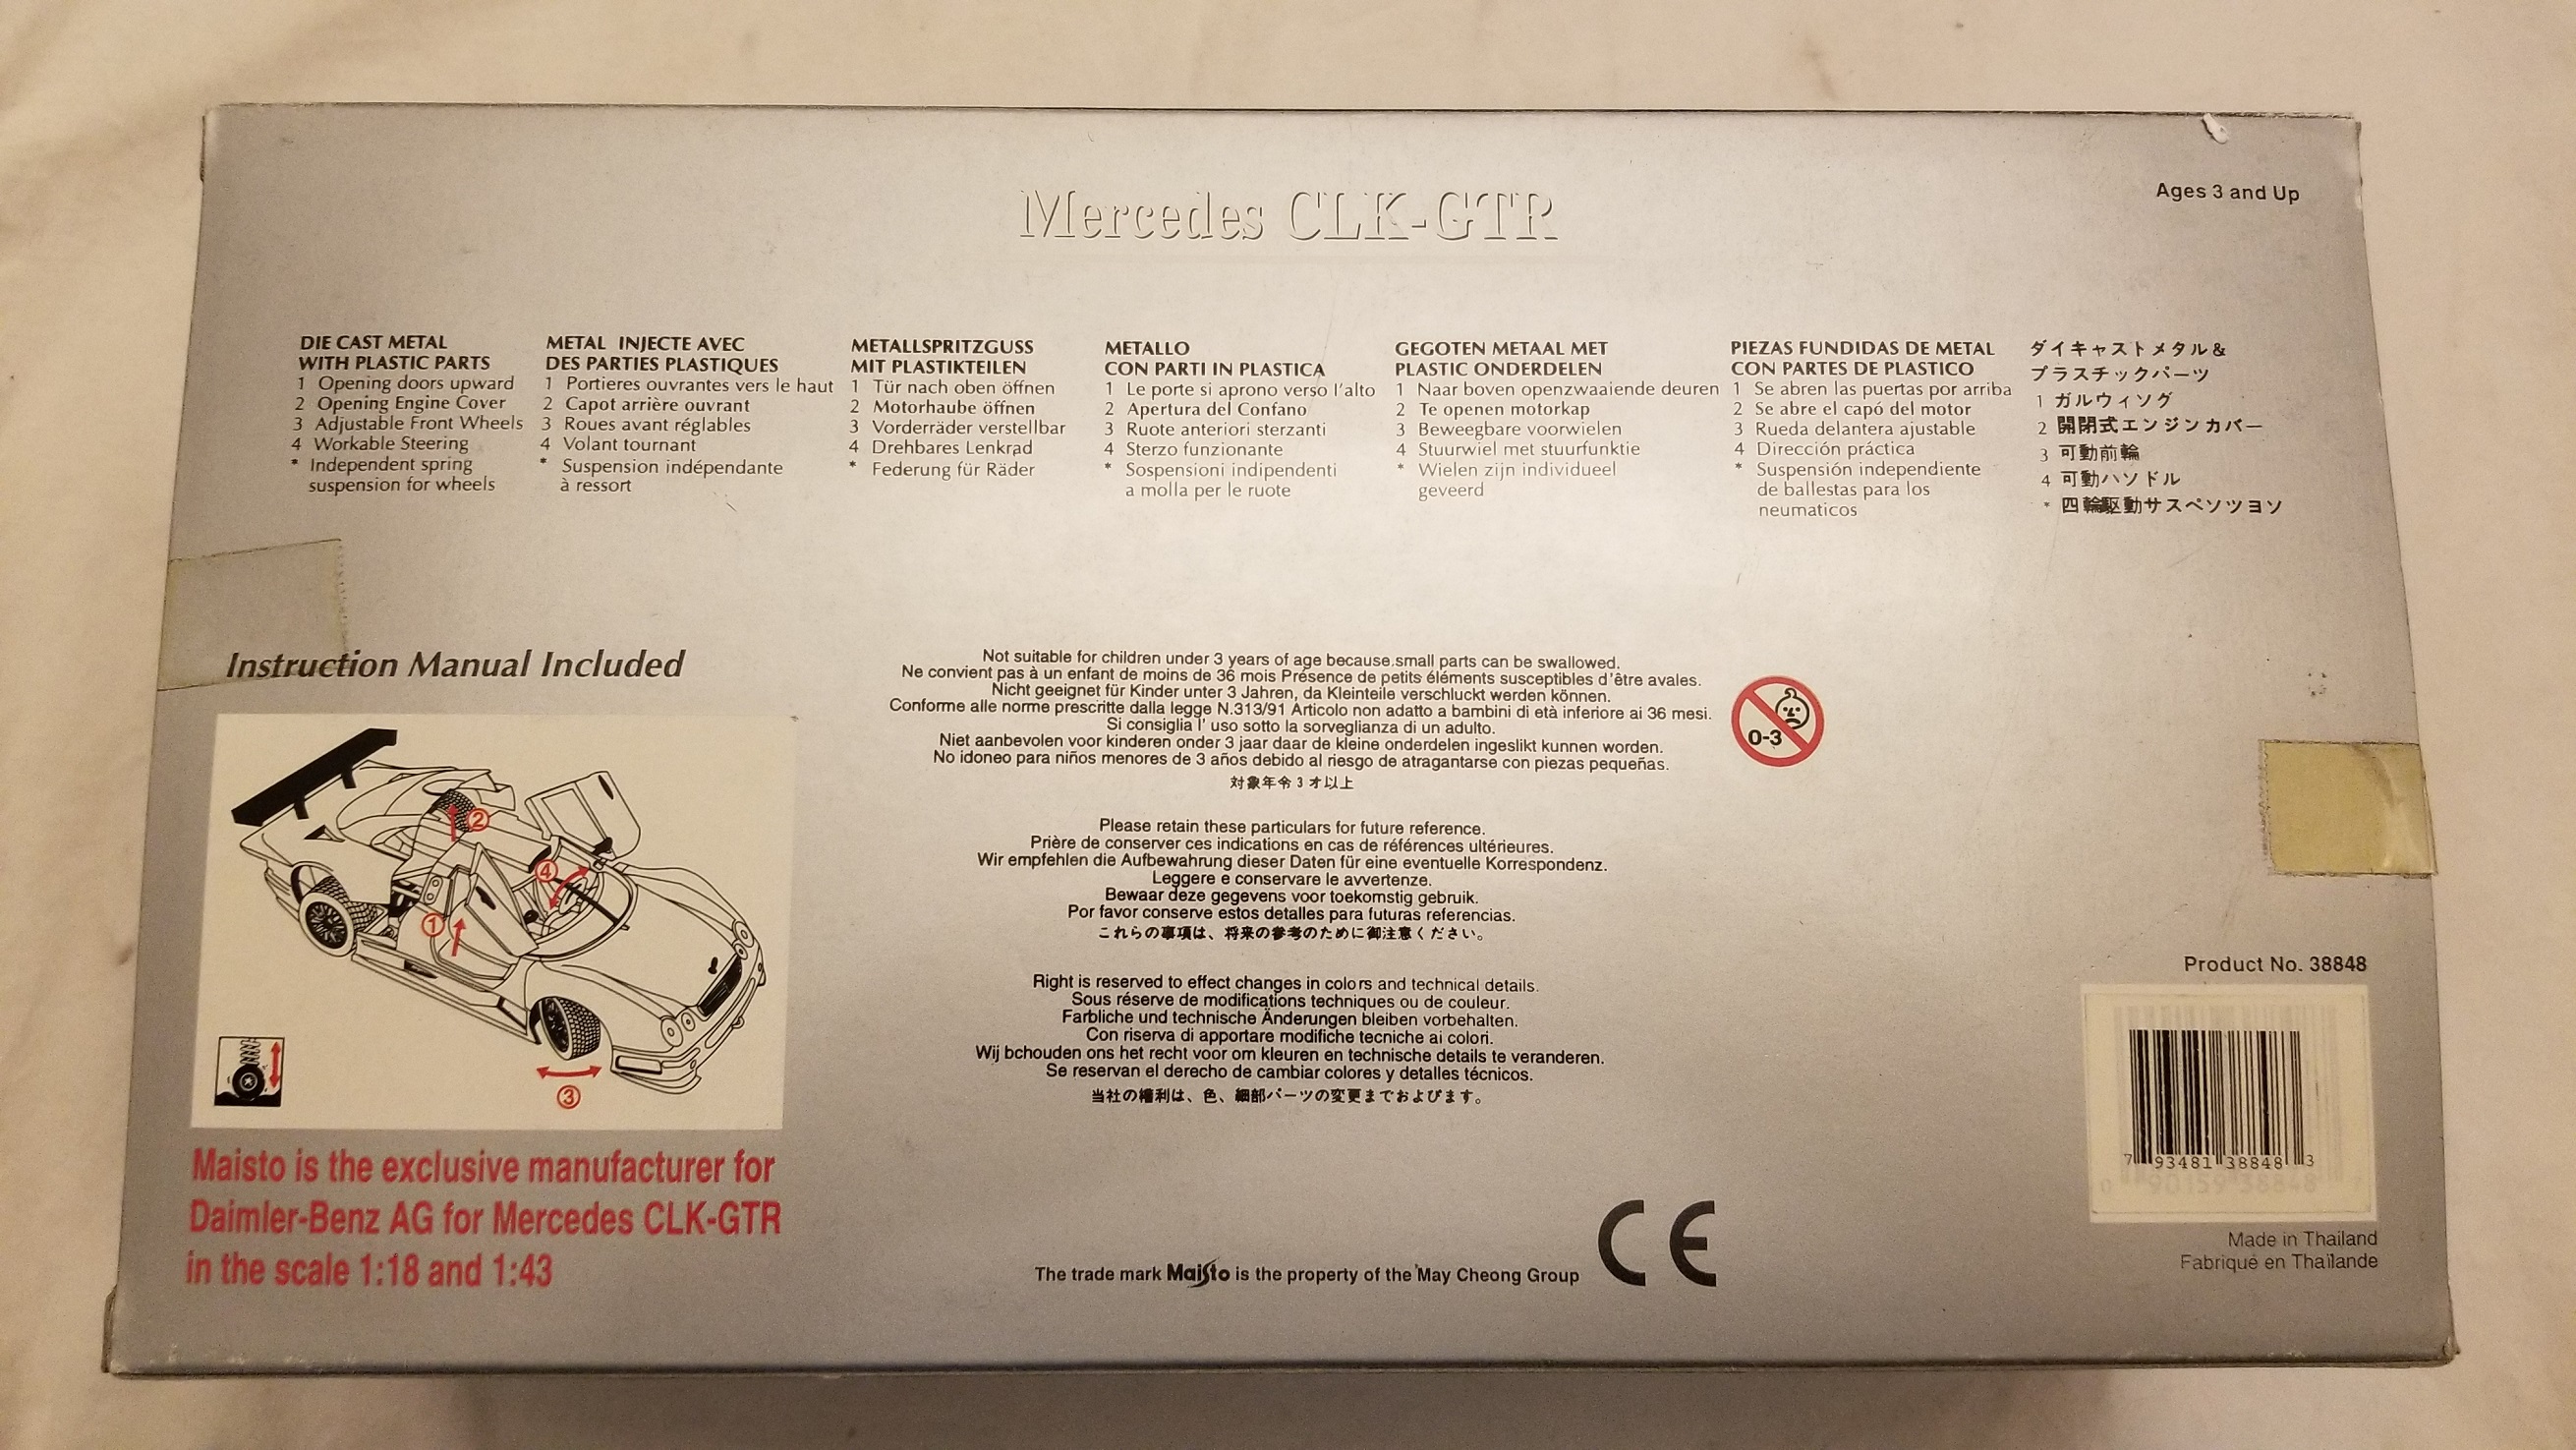 Mercedes CLK-GTR
Ages 3 and Up
DIE CAST METAL
WITH PLASTIC PARTS
1 Opening doors upward
2 Opening Engine Cover
3 Adjustable Front Wheels
4 Workable Steering
* Independent spring
suspension for wheels
METAL INJECTE AVEC
DES PARTIES PLASTIQUES
1 Portieres ouvrantes vers le haut
2 Capot arrière ouvrant
3 Roues avant réglables
4 Volant tournant
* Suspension indépendante
à ressort
METALLSPRITZGUSS
MIT PLASTIKTEILEN
1 Tür nach oben öffnen
2 Motorhaube öffnen
3 Vorderräder verstellbar
4 Drehbares Lenkrad
* Federung für Räder
METALLO
CON PARTI IN PLASTICA
1 Le porte si aprono verso l'alto
2 Apertura del Confano
3 Ruote anteriori sterzanti
4 Sterzo funzionante
* Sospensioni indipendenti
a molla per le ruote
GEGOTEN METAAL MET
PLASTIC ONDERDELEN
1 Naar boven openzwaaiende deuren
2 Te openen motorkap
3 Beweegbare voorwielen
4 Stuurwiel met stuurfunktie
* Wielen zijn individueel
geveerd
PIEZAS FUNDIDAS DE METAL
CON PARTES DE PLASTICO
1 Se abren las puertas por arriba
2 Se abre el capó del motor
3 Rueda delantera ajustable
4 Dirección práctica
* Suspensión independiente
de ballestas para los
neumaticos
ダイキャストメタル&
プラスチックパーツ
1 ガルウィソグ
2 開閉式エンジンカバー
3 可動前輪
4 可動ハソドル
* 四輪駆動サスペソツヨソ
Instruction Manual Included
1
2
3
4
Maisto is the exclusive manufacturer for
Daimler-Benz AG for Mercedes CLK-GTR
in the scale 1:18 and 1:43
Not suitable for children under 3 years of age because.small parts can be swallowed.
Ne convient pas à un enfant de moins de 36 mois Présence de petits éléments susceptibles d'être avales.
Nicht geeignet für Kinder unter 3 Jahren, da Kleinteile verschluckt werden können.
Conforme alle norme prescritte dalla legge N.313/91 Articolo non adatto a bambini di età inferiore ai 36 mesi.
Si consiglia l' uso sotto la sorveglianza di un adulto.
Niet aanbevolen voor kinderen onder 3 jaar daar de kleine onderdelen ingeslikt kunnen worden.
No idoneo para niños menores de 3 años debido al riesgo de atragantarse con piezas pequeñas.
対象年令3才以上
0-3
Please retain these particulars for future reference.
Prière de conserver ces indications en cas de références ultérieures.
Wir empfehlen die Aufbewahrung dieser Daten für eine eventuelle Korrespondenz.
Leggere e conservare le avvertenze.
Bewaar deze gegevens voor toekomstig gebruik.
Por favor conserve estos detalles para futuras referencias.
これらの事項は、将来の参考のために御注意ください。
Right is reserved to effect changes in colors and technical details.
Sous réserve de modifications techniques ou de couleur.
Farbliche und technische Änderungen bleiben vorbehalten.
Con riserva di apportare modifiche tecniche ai colori.
Wij bchouden ons het recht voor om kleuren en technische details te veranderen.
Se reservan el derecho de cambiar colores y detalles técnicos.
当社の権利は、色、細部パーツの変更までおよびます。
The trade mark Maisto is the property of the May Cheong Group
CE
Product No. 38848
7 93481 38848 3
0 90159 38848 7
Made in Thailand
Fabriqué en Thaïlande